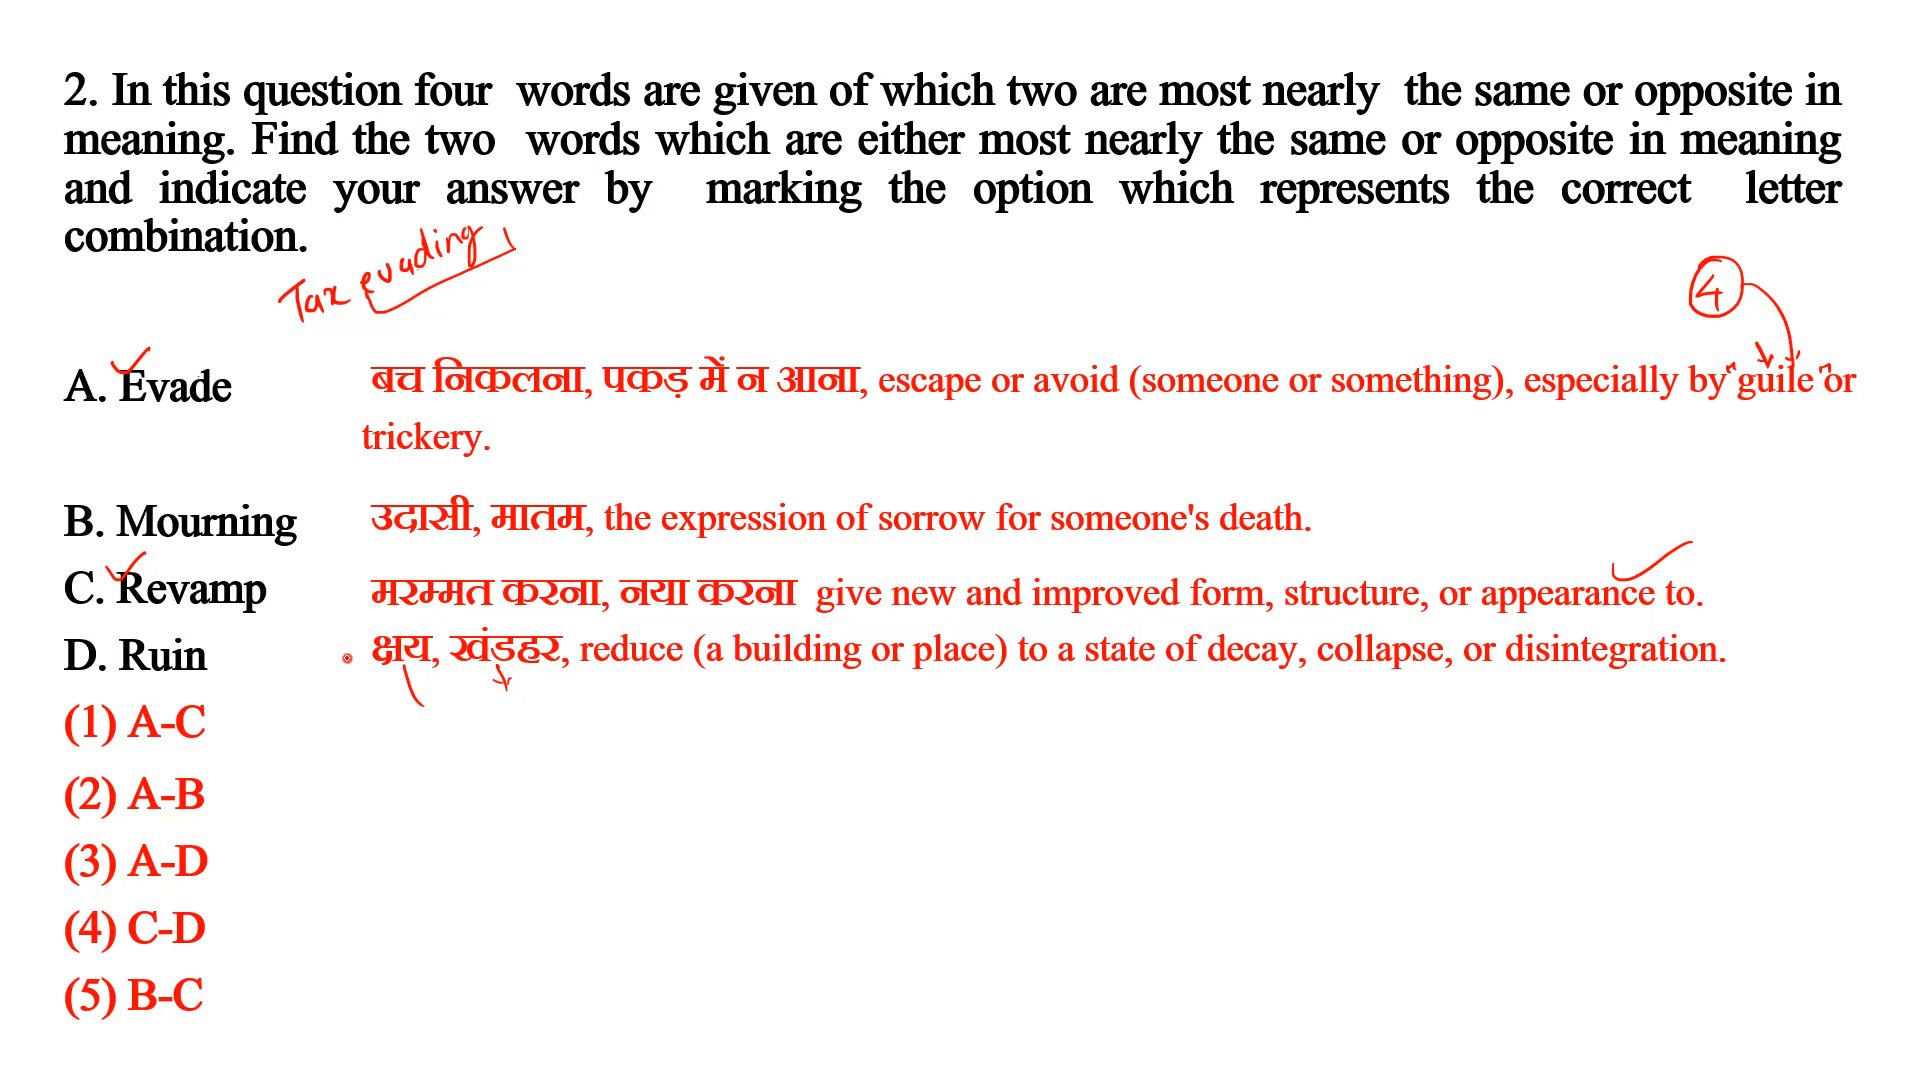 2. In this question four words are given of which two are most nearly the same or opposite in
meaning. Find the two words which are either most nearly the same or opposite in meaning
and indicate your answer by marking the option which represents the correct letter
combination.
Tax evading
4
A. Evade बच निकलना, पकड़ में न आना, escape or avoid (someone or something), especially by "guile" or
trickery.
B. Mourning उदासी, मातम, the expression of sorrow for someone's death.
C. Revamp मरम्मत करना, नया करना give new and improved form, structure, or appearance to.
D. Ruin क्षय, खंडहर, reduce (a building or place) to a state of decay, collapse, or disintegration.
(1) A-C
(2) A-B
(3) A-D
(4) C-D
(5) B-C